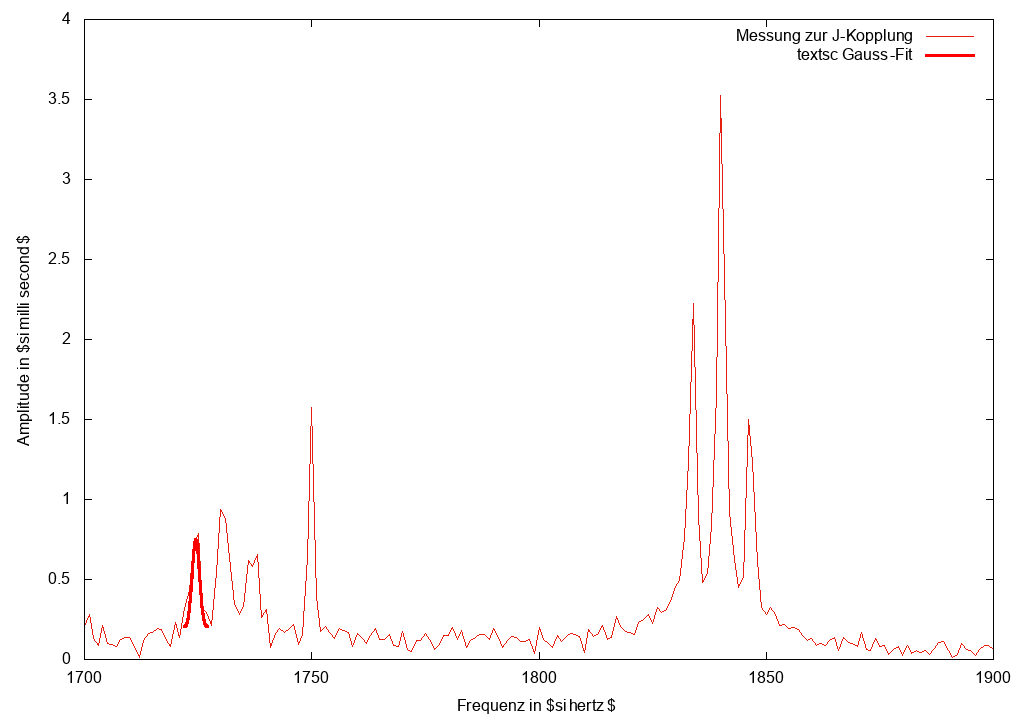 Messung zur J-Kopplung
textsc Gauss-Fit
4
3.5
3
2.5
2
1.5
1
0.5
0
1700 1750 1800 1850 1900
Amplitude in $si milli second $
Frequenz in $si hertz $